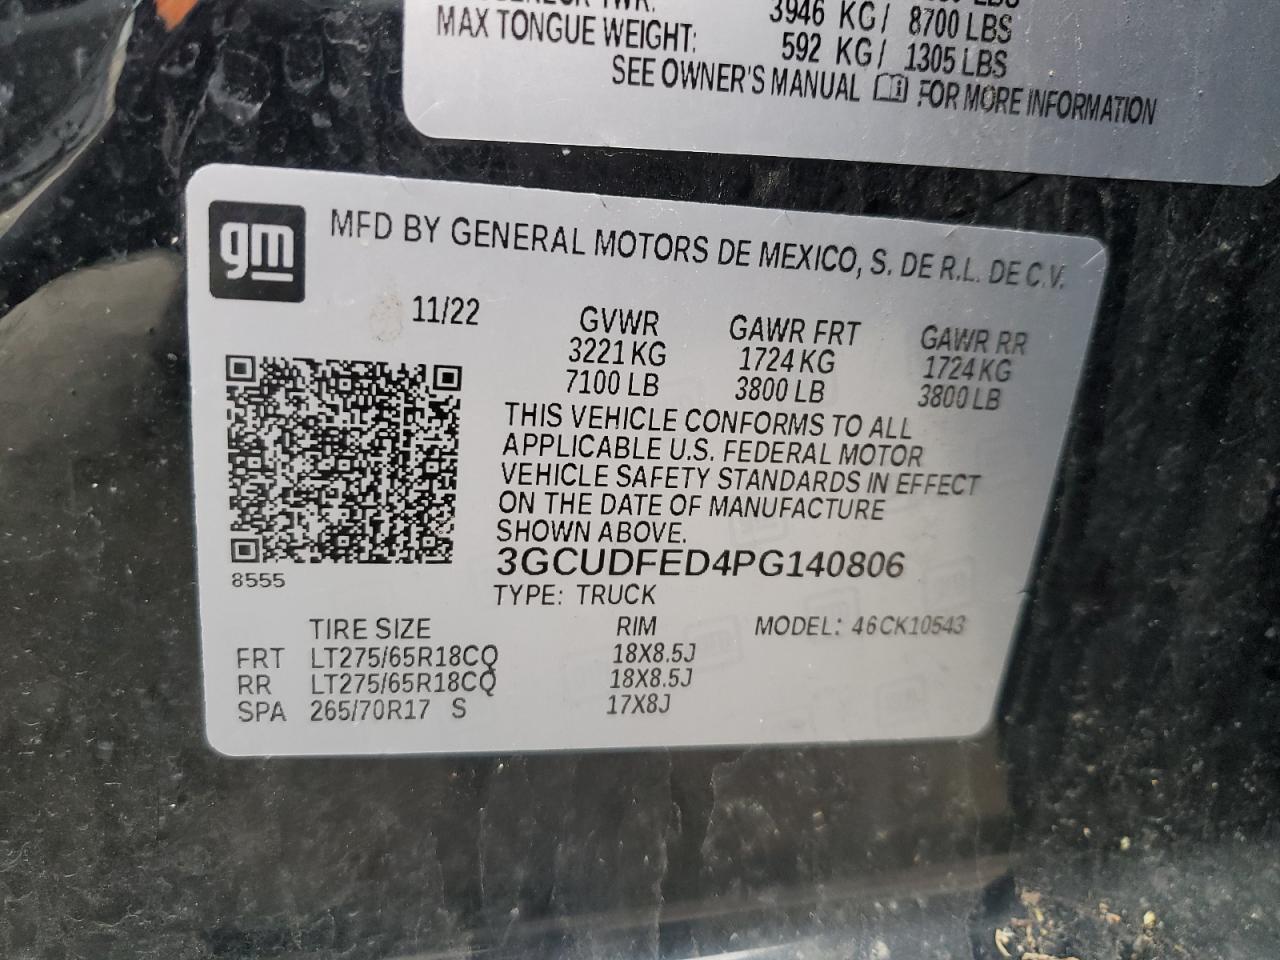 3946 KG/ 8700 LBS
MAX TONGUE WEIGHT: 592 KG/ 1305 LBS
SEE OWNER'S MANUAL FOR MORE INFORMATION
gm
MFD BY GENERAL MOTORS DE MEXICO, S. DE R.L. DE C.V.
11/22 GVWR GAWR FRT GAWR RR
3221 KG 1724 KG 1724 KG
7100 LB 3800 LB 3800 LB
THIS VEHICLE CONFORMS TO ALL
APPLICABLE U.S. FEDERAL MOTOR
VEHICLE SAFETY STANDARDS IN EFFECT
ON THE DATE OF MANUFACTURE
SHOWN ABOVE.
3GCUDFED4PG140806
8555
TYPE: TRUCK
TIRE SIZE RIM MODEL: 46CK10543
FRT LT275/65R18CQ 18X8.5J
RR LT275/65R18CQ 18X8.5J
SPA 265/70R17 S 17X8J